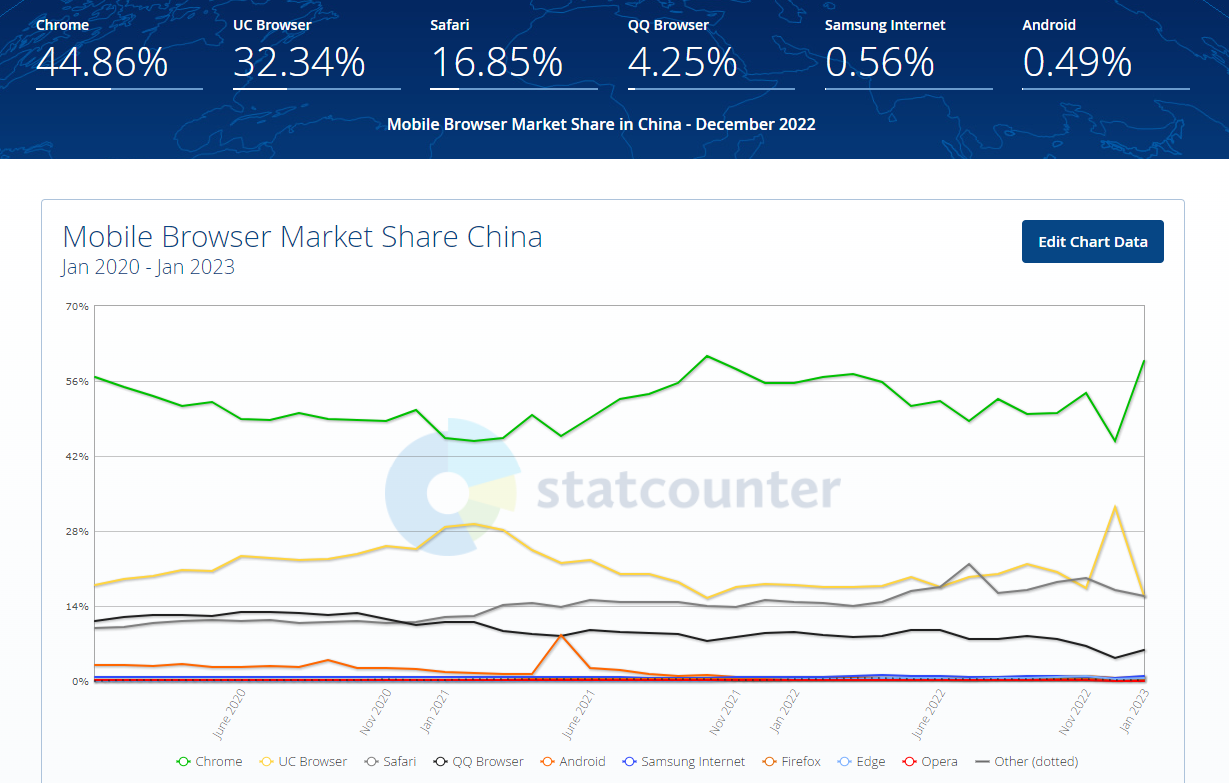 Chrome UC Browser Safari QQ Browser Samsung Internet Android
44.86% 32.34% 16.85% 4.25% 0.56% 0.49%
Mobile Browser Market Share in China - December 2022
Mobile Browser Market Share China
Jan 2020 - Jan 2023
Edit Chart Data
70%
56%
42%
statcounter
28%
14%
0%
June 2020 Nov 2020 Jan 2021 June 2021 Nov 2021 Jan 2022 June 2022 Nov 2022 Jan 2023
Chrome UC Browser Safari QQ Browser Android Samsung Internet Firefox Edge Opera Other (dotted)